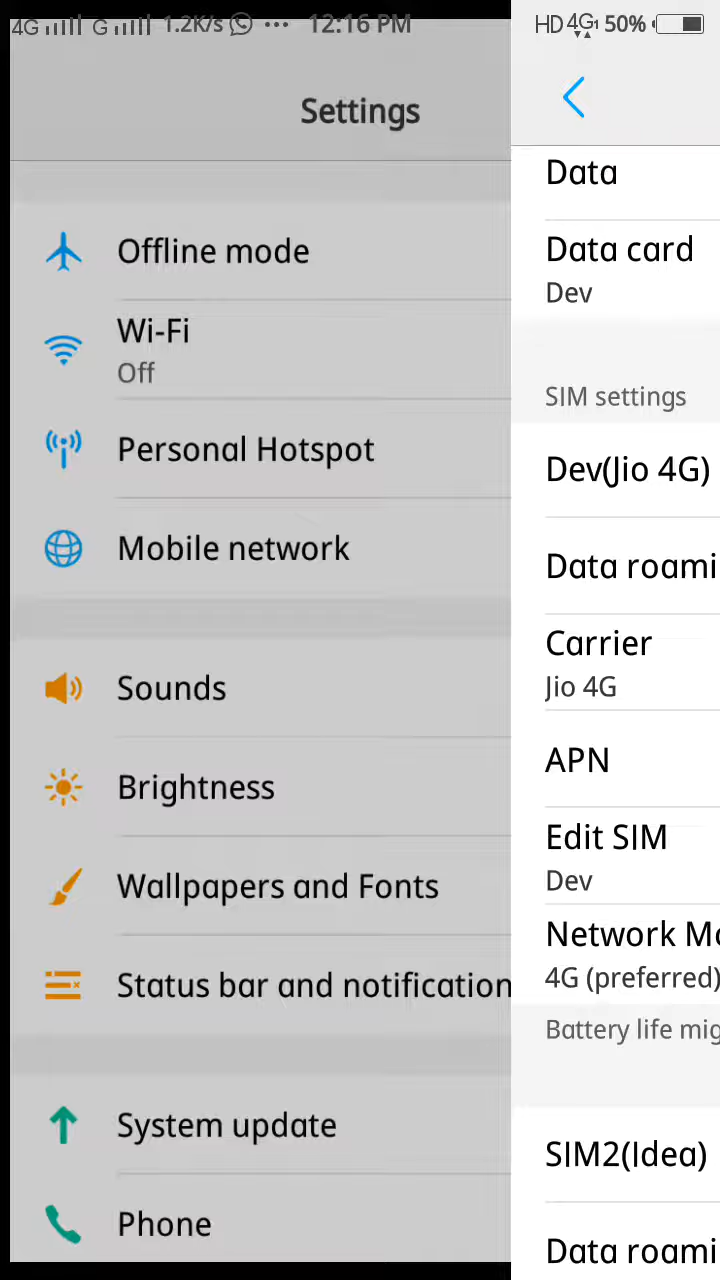 4G G 1.2K/s ... 12:16 PM HD 4G 50%
Settings
Offline mode
Wi-Fi
Off
Personal Hotspot
Mobile network
Sounds
Brightness
Wallpapers and Fonts
Status bar and notification
System update
Phone
Data
Data card
Dev
SIM settings
Dev(Jio 4G)
Data roami
Carrier
Jio 4G
APN
Edit SIM
Dev
Network Mo
4G (preferred)
Battery life mig
SIM2(Idea)
Data roami